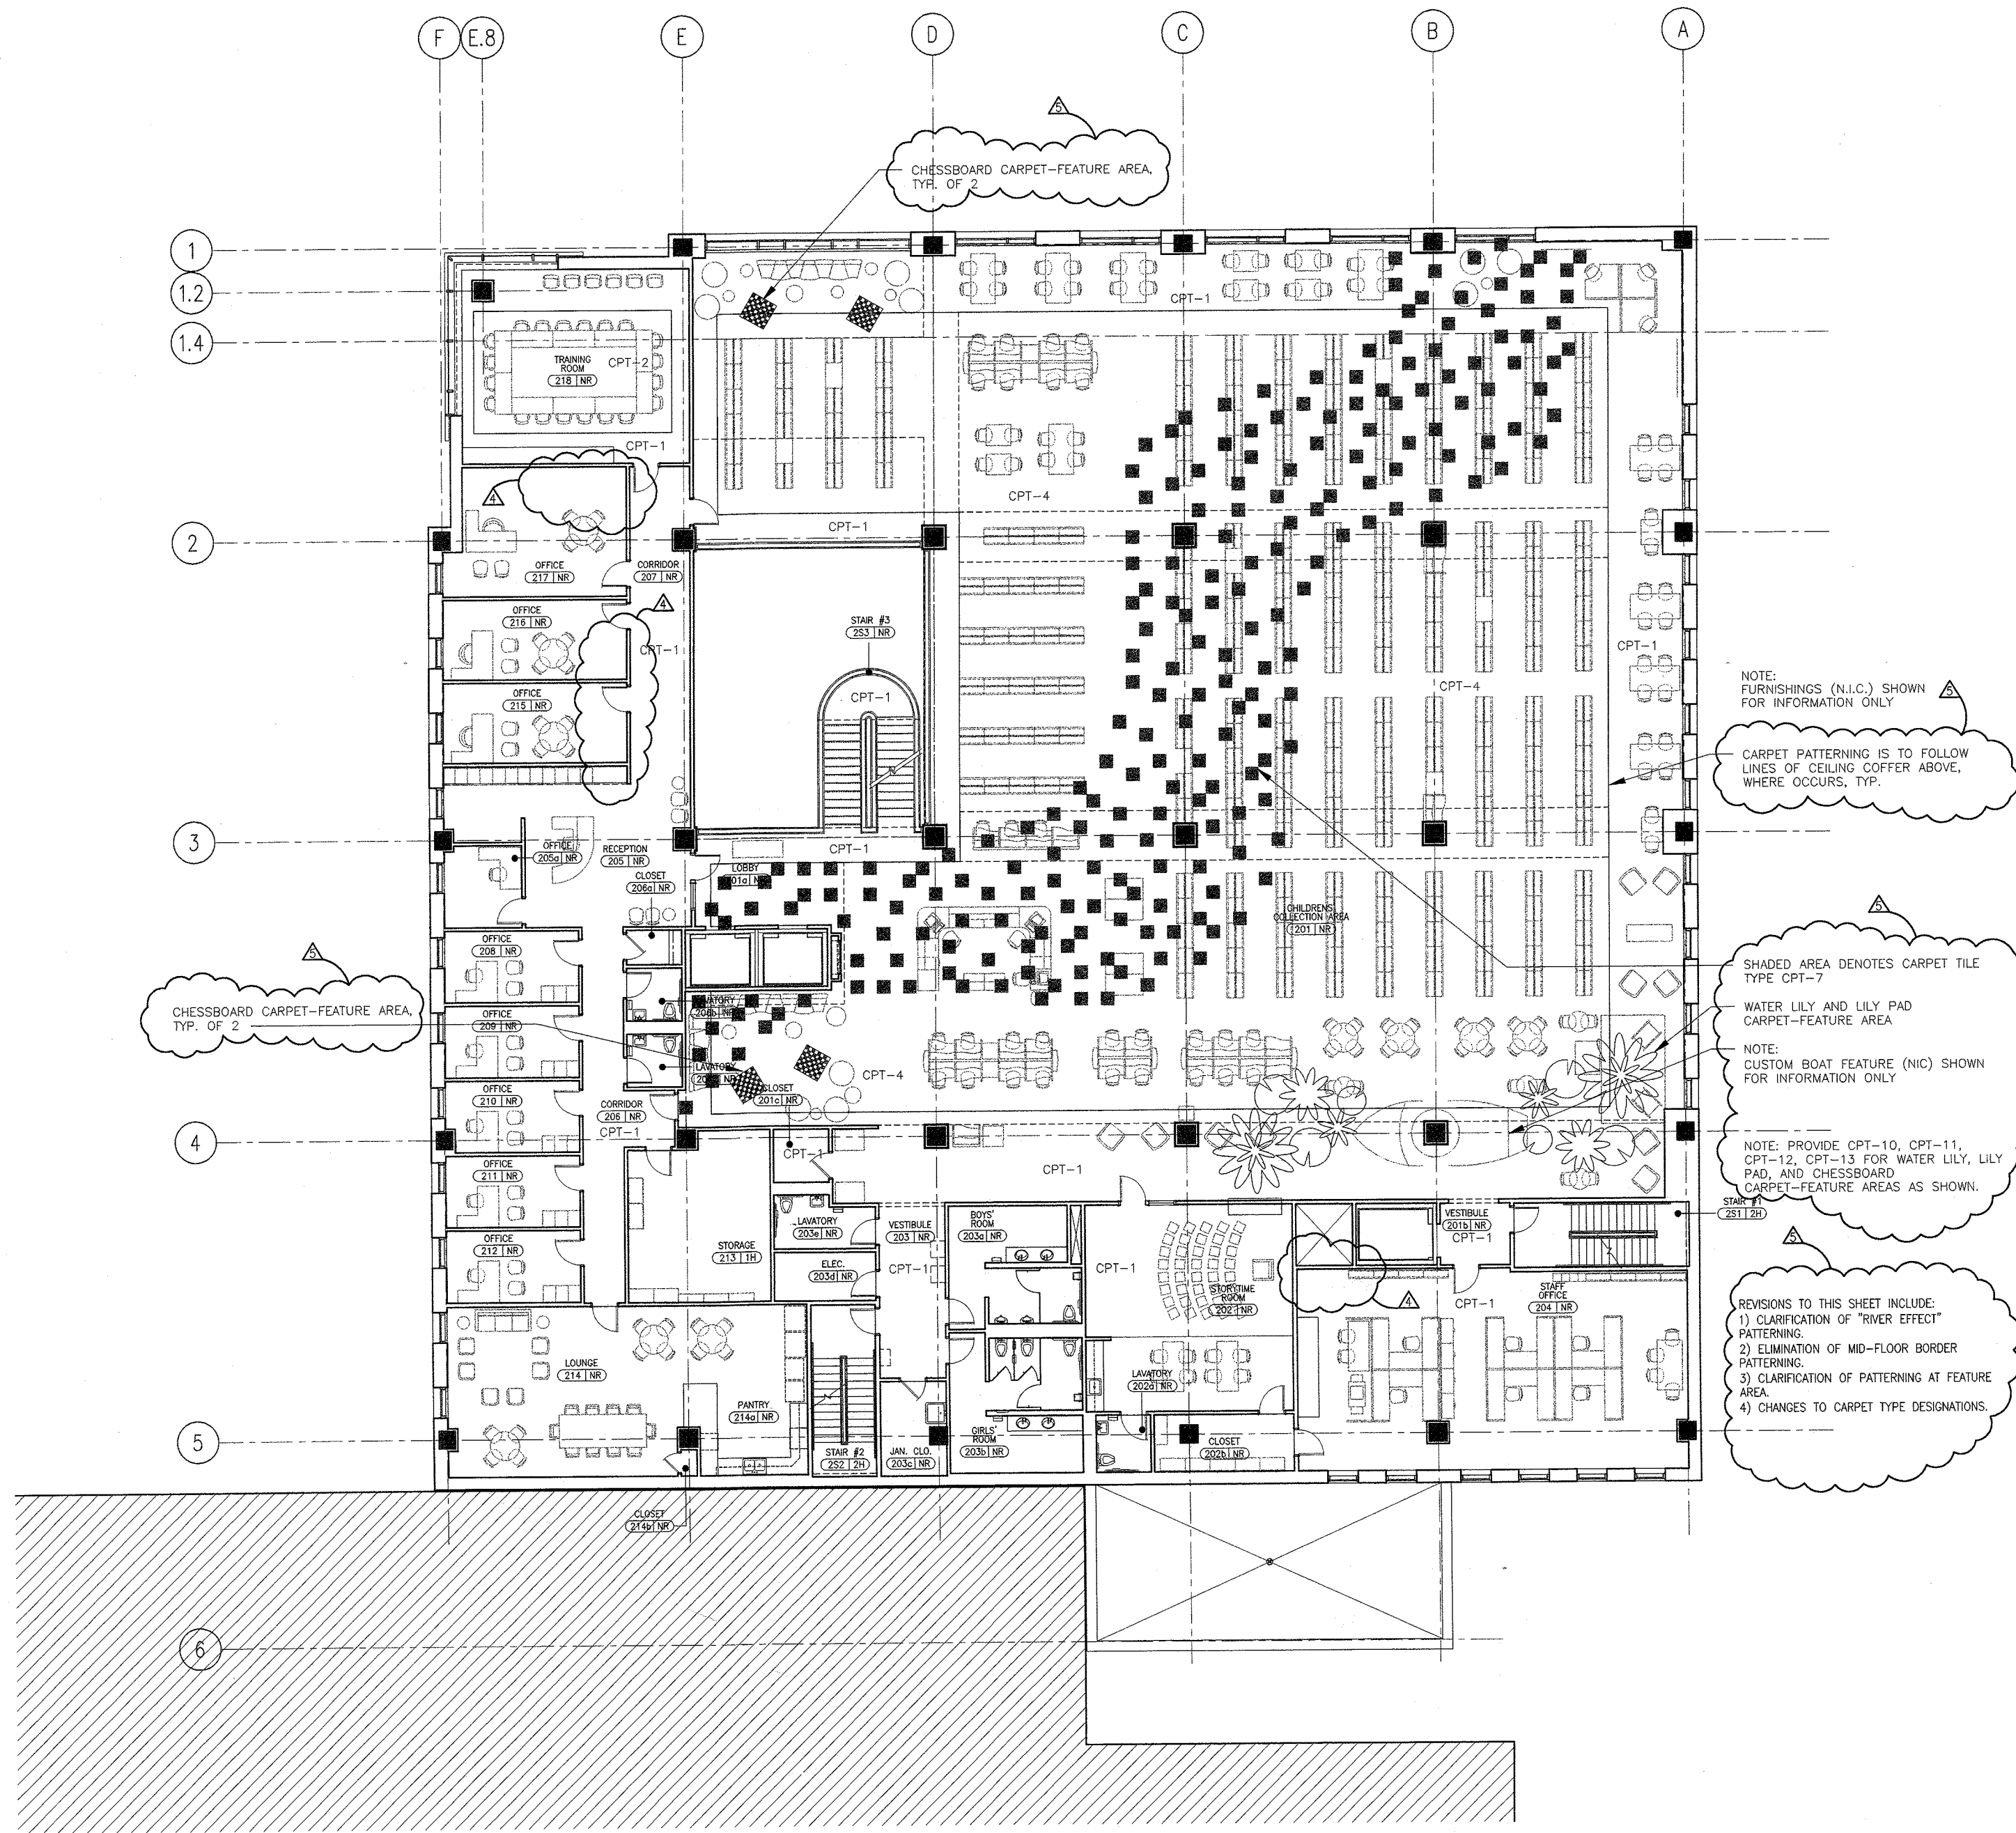 F
E.8
E
D
C
B
A
5
CHESSBOARD CARPET-FEATURE AREA,
TYP. OF 2
1
1.2
1.4
2
3
4
5
6
CPT-1
TRAINING
ROOM
218 | NR
CPT-2
CPT-1
4
CPT-4
CPT-1
OFFICE
217 | NR
CORRIDOR
207 | NR
OFFICE
216 | NR
4
CPT-1
STAIR #3
2S3 | NR
CPT-1
OFFICE
215 | NR
CPT-1
CPT-4
NOTE:
FURNISHINGS (N.I.C.) SHOWN
FOR INFORMATION ONLY
5
CARPET PATTERNING IS TO FOLLOW
LINES OF CEILING COFFER ABOVE,
WHERE OCCURS, TYP.
OFFICE
205a | NR
RECEPTION
205 | NR
CLOSET
206a | NR
CPT-1
LOBBY
201a | NR
CHILDRENS
COLLECTION AREA
201 | NR
OFFICE
208 | NR
5
CHESSBOARD CARPET-FEATURE AREA,
TYP. OF 2
LAVATORY
206b | NR
OFFICE
209 | NR
LAVATORY
CLOSET
201c | NR
CPT-4
OFFICE
210 | NR
CORRIDOR
206 | NR
CPT-1
5
SHADED AREA DENOTES CARPET TILE
TYPE CPT-7
WATER LILY AND LILY PAD
CARPET-FEATURE AREA
NOTE:
CUSTOM BOAT FEATURE (NIC) SHOWN
FOR INFORMATION ONLY
NOTE: PROVIDE CPT-10, CPT-11,
CPT-12, CPT-13 FOR WATER LILY, LILY
PAD, AND CHESSBOARD
CARPET-FEATURE AREAS AS SHOWN.
CPT-1
CPT-1
OFFICE
211 | NR
OFFICE
212 | NR
STORAGE
213 | 1H
LAVATORY
203e | NR
ELEC.
203d | NR
VESTIBULE
203 | NR
CPT-1
BOYS'
ROOM
203a | NR
CPT-1
STORYTIME
ROOM
202 | NR
4
VESTIBULE
201b | NR
CPT-1
STAIR #1
2S1 | 2H
CPT-1
STAFF
OFFICE
204 | NR
5
REVISIONS TO THIS SHEET INCLUDE:
1) CLARIFICATION OF "RIVER EFFECT"
PATTERNING.
2) ELIMINATION OF MID-FLOOR BORDER
PATTERNING.
3) CLARIFICATION OF PATTERNING AT FEATURE
AREA.
4) CHANGES TO CARPET TYPE DESIGNATIONS.
LOUNGE
214 | NR
PANTRY
214a | NR
LAVATORY
202a | NR
STAIR #2
2S2 | 2H
JAN. CLO.
203c | NR
GIRLS'
ROOM
203b | NR
CLOSET
202b | NR
CLOSET
214b | NR